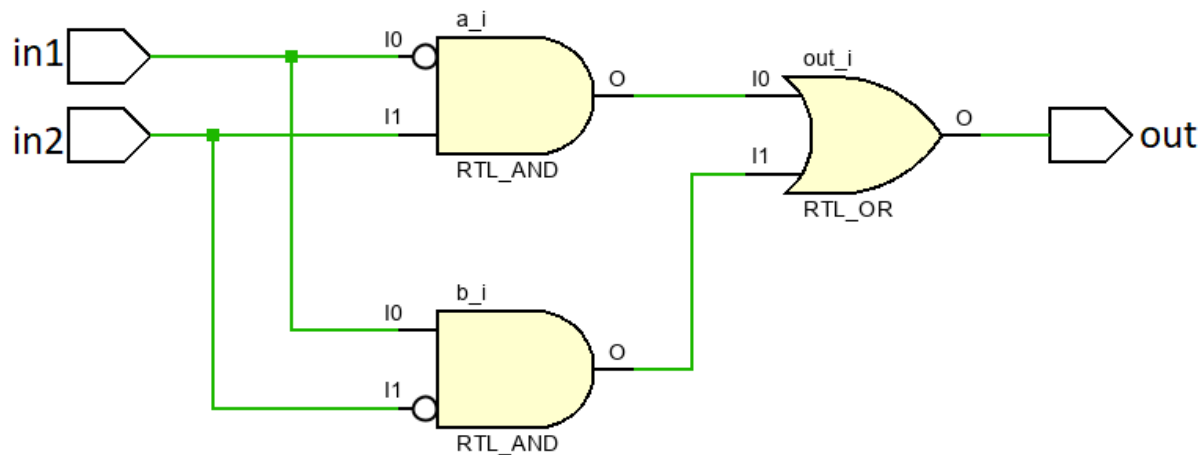 in1
in2
a_i
I0
I1
O
RTL_AND
b_i
I0
I1
O
RTL_AND
out_i
I0
I1
O
RTL_OR
out